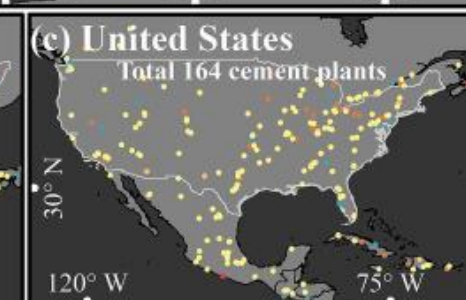 (c) United States
Total 164 cement plants
30° N
120° W
75° W